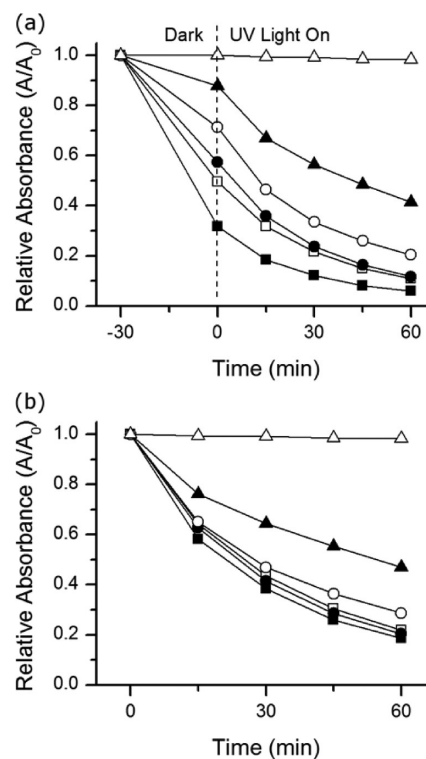 (a)
Dark UV Light On
Relative Absorbance (A/A₀)
1.0
0.8
0.6
0.4
0.2
0.0
-30 0 30 60
Time (min)
(b)
Relative Absorbance (A/A₀)
1.0
0.8
0.6
0.4
0.2
0.0
0 30 60
Time (min)